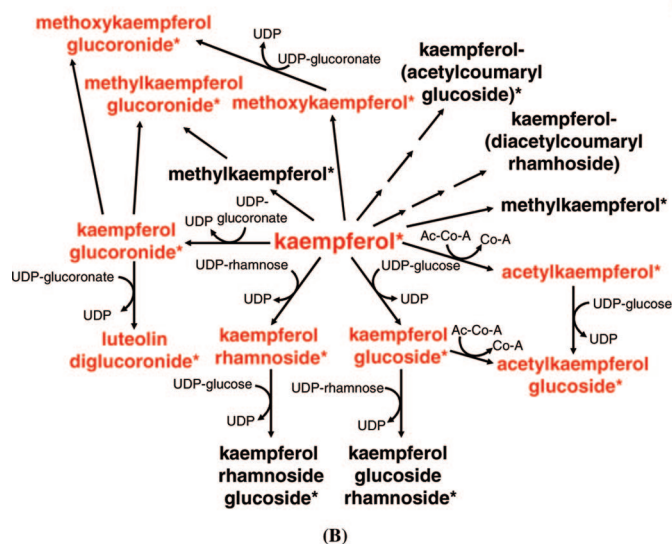 methoxykaempferol
glucoronide*
UDP
UDP-glucoronate
kaempferol-
(acetylcoumaryl
glucoside)*
methylkaempferol
glucoronide*
methoxykaempferol*
kaempferol-
(diacetylcoumaryl
rhamhoside)
methylkaempferol*
methylkaempferol*
kaempferol
glucoronide*
UDP
UDP-
glucoronate
kaempferol*
Ac-Co-A
Co-A
acetylkaempferol*
UDP-glucoronate
UDP
UDP-rhamnose
UDP
UDP-glucose
UDP
UDP-glucose
UDP
luteolin
diglucoronide*
kaempferol
rhamnoside*
kaempferol
glucoside*
Ac-Co-A
Co-A
acetylkaempferol
glucoside*
UDP-glucose
UDP
UDP-rhamnose
UDP
kaempferol
rhamnoside
glucoside*
kaempferol
glucoside
rhamnoside*
(B)